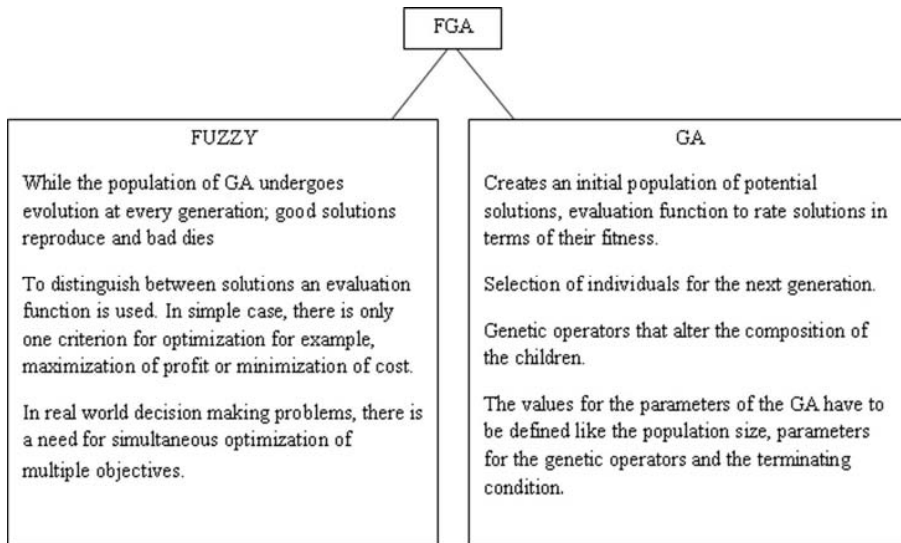 FGA
FUZZY
While the population of GA undergoes
evolution at every generation; good solutions
reproduce and bad dies
To distinguish between solutions an evaluation
function is used. In simple case, there is only
one criterion for optimization for example,
maximization of profit or minimization of cost.
In real world decision making problems, there is
a need for simultaneous optimization of
multiple objectives.
GA
Creates an initial population of potential
solutions, evaluation function to rate solutions in
terms of their fitness.
Selection of individuals for the next generation.
Genetic operators that alter the composition of
the children.
The values for the parameters of the GA have to
be defined like the population size, parameters
for the genetic operators and the terminating
condition.